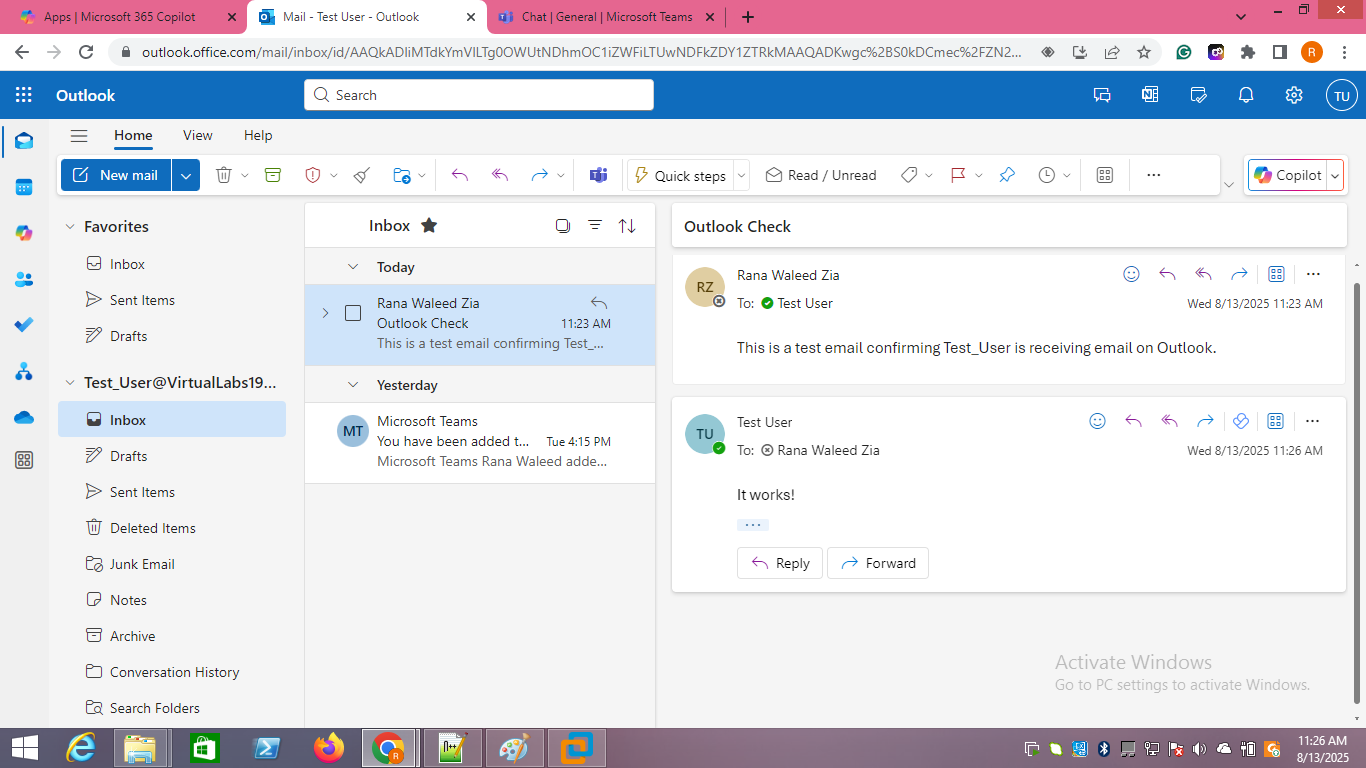 Apps | Microsoft 365 Copilot
Mail - Test User - Outlook
Chat | General | Microsoft Teams
outlook.office.com/mail/inbox/id/AAQkADliMTdkYmVlLTg0OWUtNDhmOC1iZWFiLTUwNDFkZDY1ZTRkMAAQADKwgc%2BS0kDCmec%2FZN2...
R
Outlook
Search
TU
Home
View
Help
New mail
Quick steps
Read / Unread
Copilot
Favorites
Inbox
Sent Items
Drafts
Test_User@VirtualLabs19...
Inbox
Drafts
Sent Items
Deleted Items
Junk Email
Notes
Archive
Conversation History
Search Folders
Inbox
Today
Rana Waleed Zia
Outlook Check
11:23 AM
This is a test email confirming Test_...
Yesterday
MT
Microsoft Teams
You have been added t...
Tue 4:15 PM
Microsoft Teams Rana Waleed adde...
Outlook Check
RZ
Rana Waleed Zia
To: Test User
Wed 8/13/2025 11:23 AM
This is a test email confirming Test_User is receiving email on Outlook.
TU
Test User
To: Rana Waleed Zia
Wed 8/13/2025 11:26 AM
It works!
...
Reply
Forward
Activate Windows
Go to PC settings to activate Windows.
R
N++
11:26 AM
8/13/2025